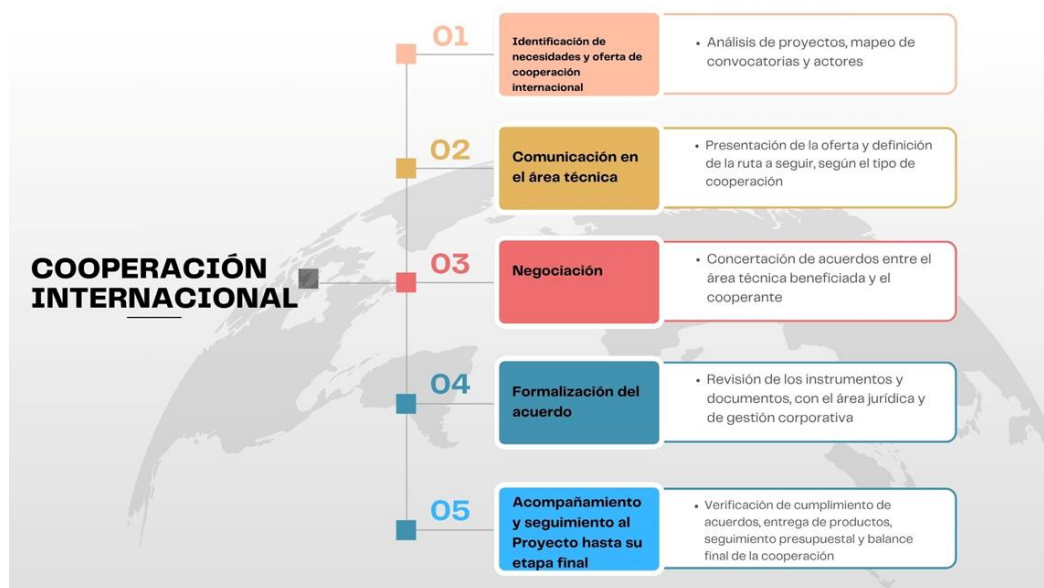 COOPERACIÓN
INTERNACIONAL
01
Identificación de
necesidades y oferta de
cooperación
internacional
• Análisis de proyectos, mapeo de
convocatorias y actores
02
Comunicación en
el área técnica
• Presentación de la oferta y definición
de la ruta a seguir, según el tipo de
cooperación
03
Negociación
• Concertación de acuerdos entre el
área técnica beneficiada y el
cooperante
04
Formalización del
acuerdo
• Revisión de los instrumentos y
documentos, con el área jurídica y
de gestión corporativa
05
Acompañamiento
y seguimiento al
Proyecto hasta su
etapa final
• Verificación de cumplimiento de
acuerdos, entrega de productos,
seguimiento presupuestal y balance
final de la cooperación